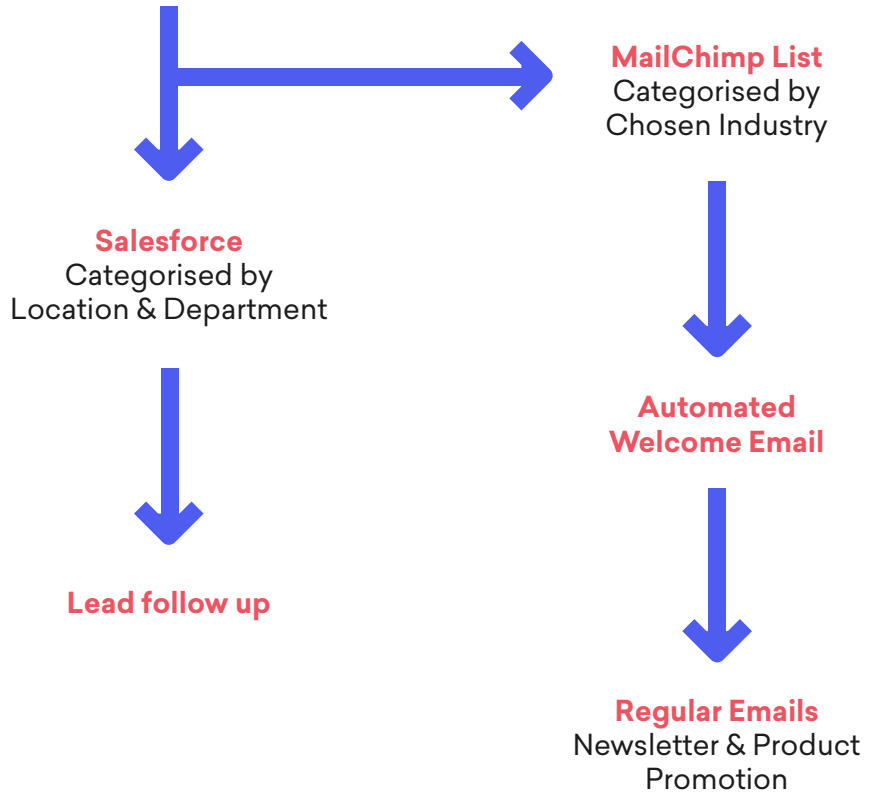 MailChimp List
Categorised by
Chosen Industry
Salesforce
Categorised by
Location & Department
Automated
Welcome Email
Lead follow up
Regular Emails
Newsletter & Product
Promotion